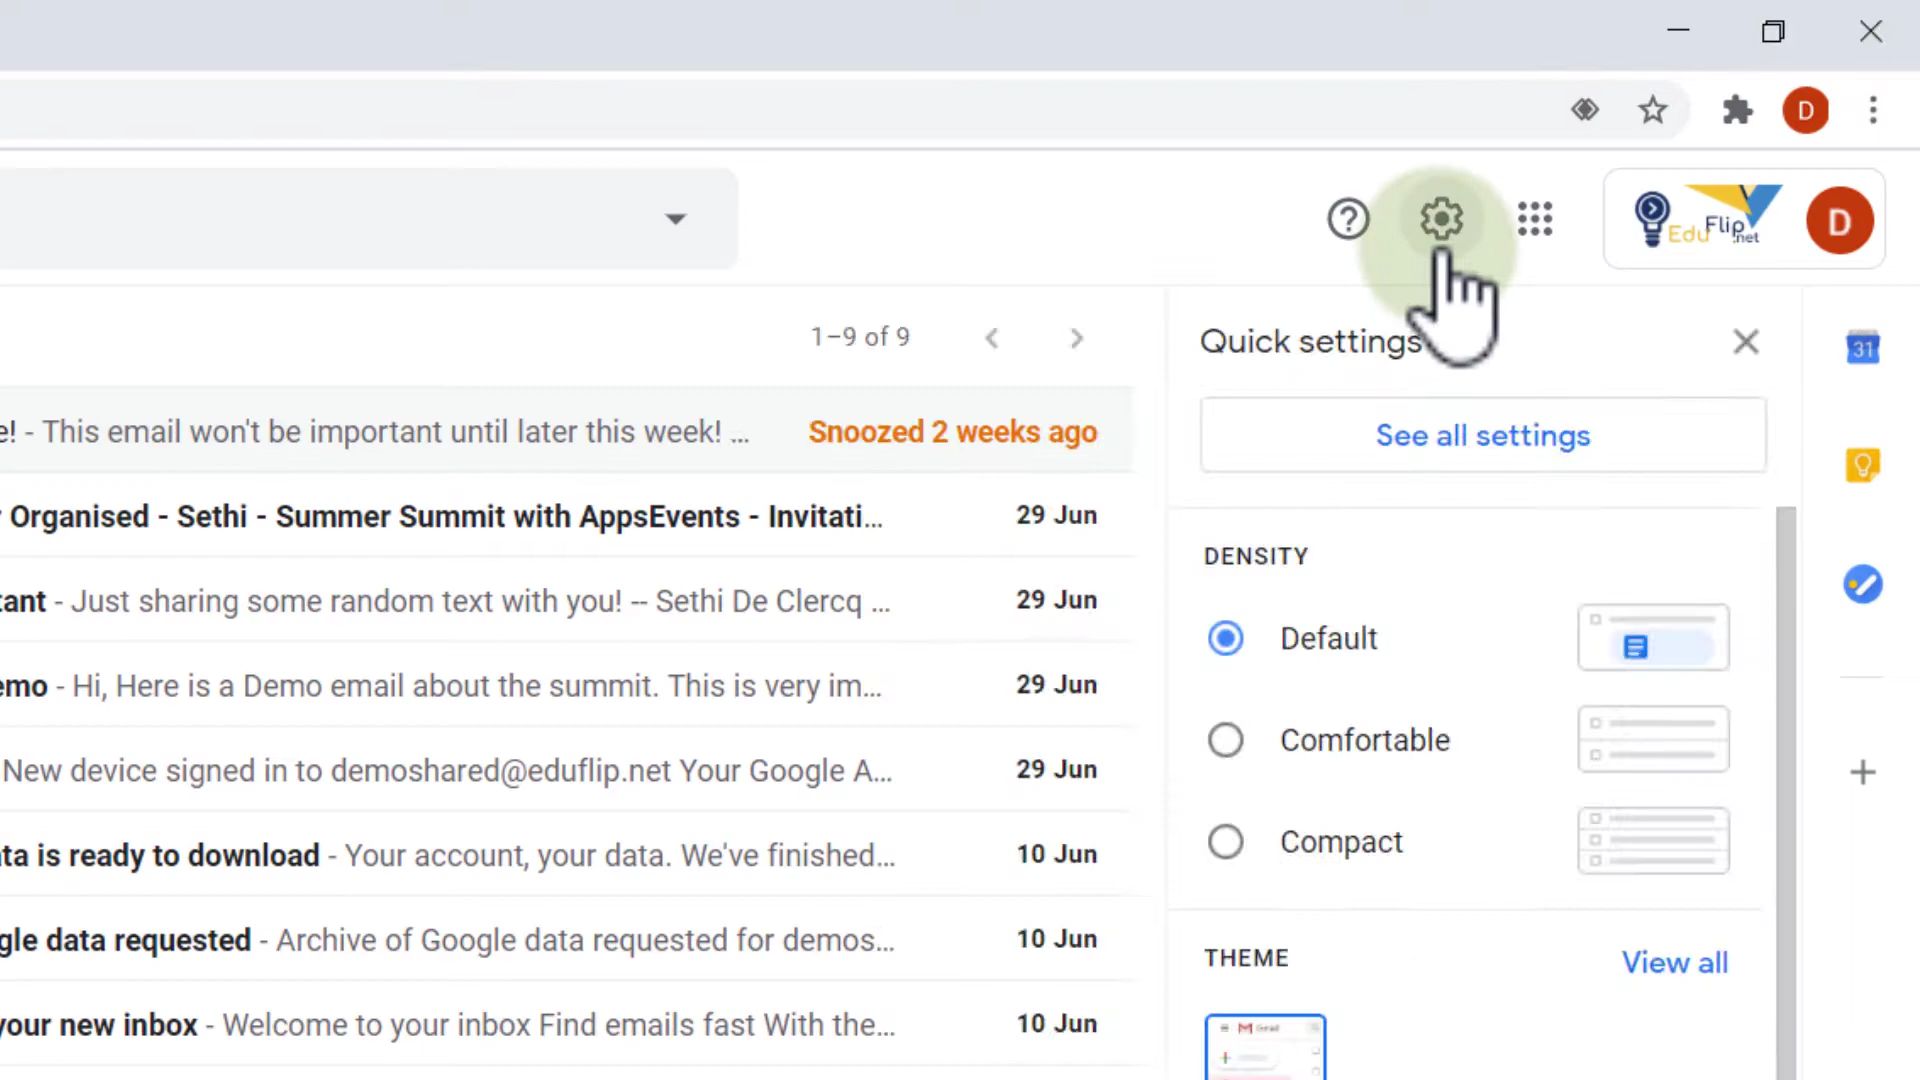 D
Edu Flip .net
D
1–9 of 9
Quick settings
e! - This email won't be important until later this week! ...
Snoozed 2 weeks ago
See all settings
31
Organised - Sethi - Summer Summit with AppsEvents - Invitati...
29 Jun
DENSITY
tant - Just sharing some random text with you! -- Sethi De Clercq ...
29 Jun
Default
emo - Hi, Here is a Demo email about the summit. This is very im...
29 Jun
Comfortable
New device signed in to demoshared@eduflip.net Your Google A...
29 Jun
Compact
ta is ready to download - Your account, your data. We've finished...
10 Jun
gle data requested - Archive of Google data requested for demos...
10 Jun
THEME
View all
your new inbox - Welcome to your inbox Find emails fast With the...
10 Jun
Gmail